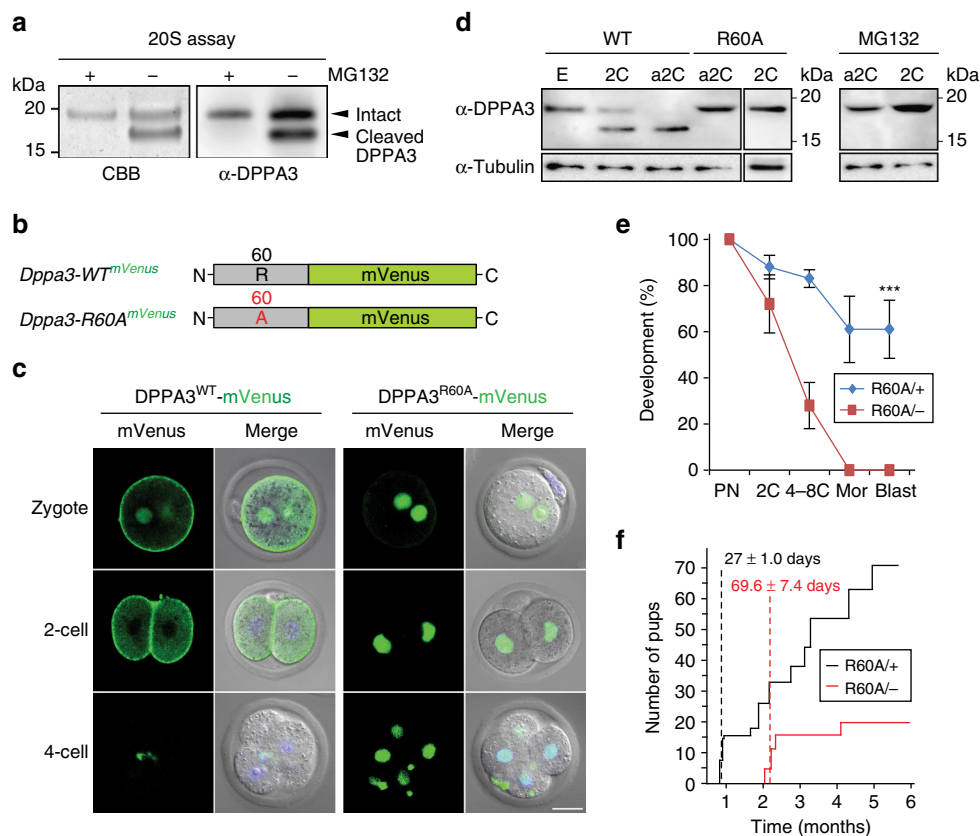 a
20S assay
+ − + − MG132
kDa
20
15
Intact
Cleaved
DPPA3
CBB α-DPPA3
b
60
Dppa3-WT^mVenus N R mVenus C
60
Dppa3-R60A^mVenus N A mVenus C
c
DPPA3^WT-mVenus DPPA3^R60A-mVenus
mVenus Merge mVenus Merge
Zygote
2-cell
4-cell
d
WT R60A MG132
E 2C a2C a2C 2C kDa a2C 2C kDa
α-DPPA3
20
15
20
15
α-Tubulin
e
Development (%)
100
80
60
40
20
0
PN 2C 4–8C Mor Blast
***
R60A/+
R60A/–
f
27 ± 1.0 days
69.6 ± 7.4 days
Number of pups
70
60
50
40
30
20
10
0
R60A/+
R60A/–
1 2 3 4 5 6
Time (months)